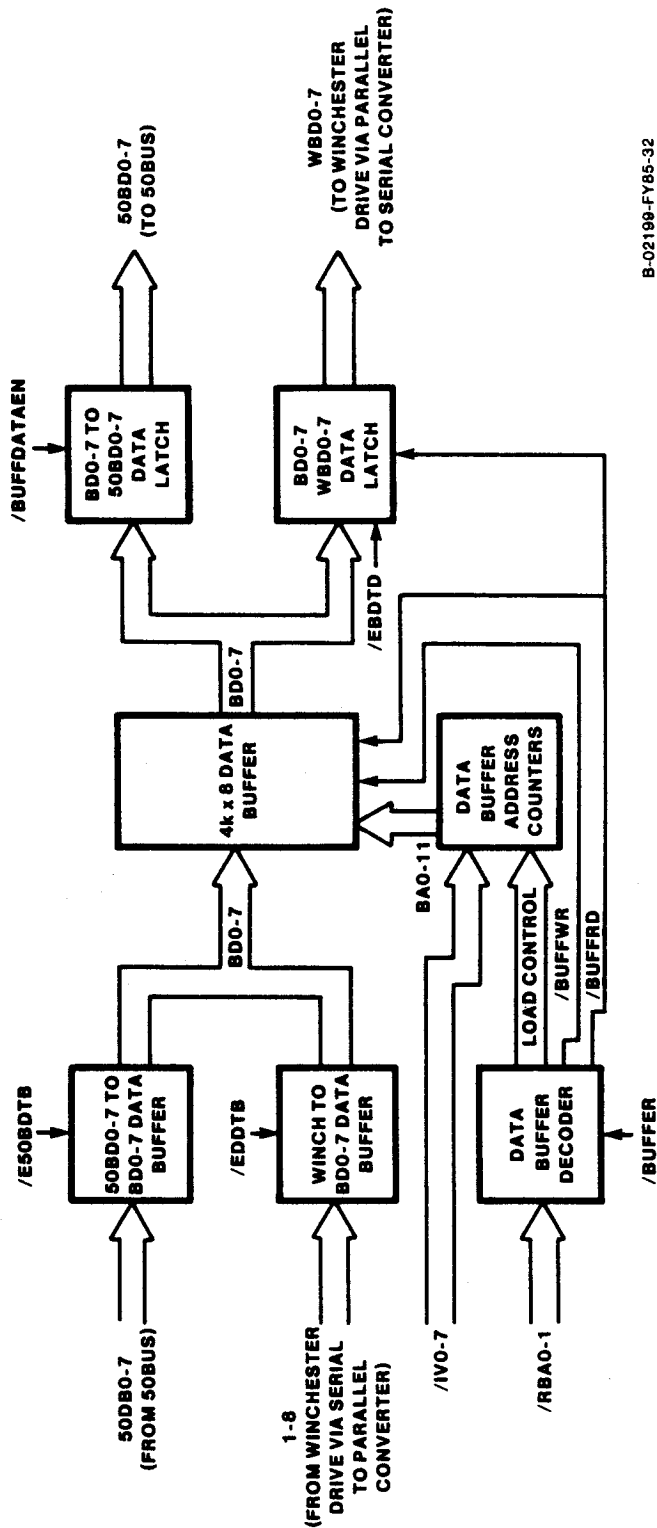 /E50BDTB
50DB0-7
(FROM 50BUS)
50BD0-7 TO
BD0-7 DATA
BUFFER
/EDDTB
1-8
(FROM WINCHESTER
DRIVE VIA SERIAL
TO PARALLEL
CONVERTER)
WINCH TO
BD0-7 DATA
BUFFER
BD0-7
4k x 8 DATA
BUFFER
BD0-7
/BUFFDATAEN
BD0-7 TO
50BD0-7
DATA
LATCH
50BD0-7
(TO 50BUS)
BD0-7
WBD0-7
DATA
LATCH
/EBDTD
WBD0-7
(TO WINCHESTER
DRIVE VIA PARALLEL
TO SERIAL CONVERTER)
/IV0-7
BA0-11
DATA
BUFFER
ADDRESS
COUNTERS
/RBA0-1
DATA
BUFFER
DECODER
/BUFFER
LOAD CONTROL
/BUFFWR
/BUFFRD
B-02199-FY85-32